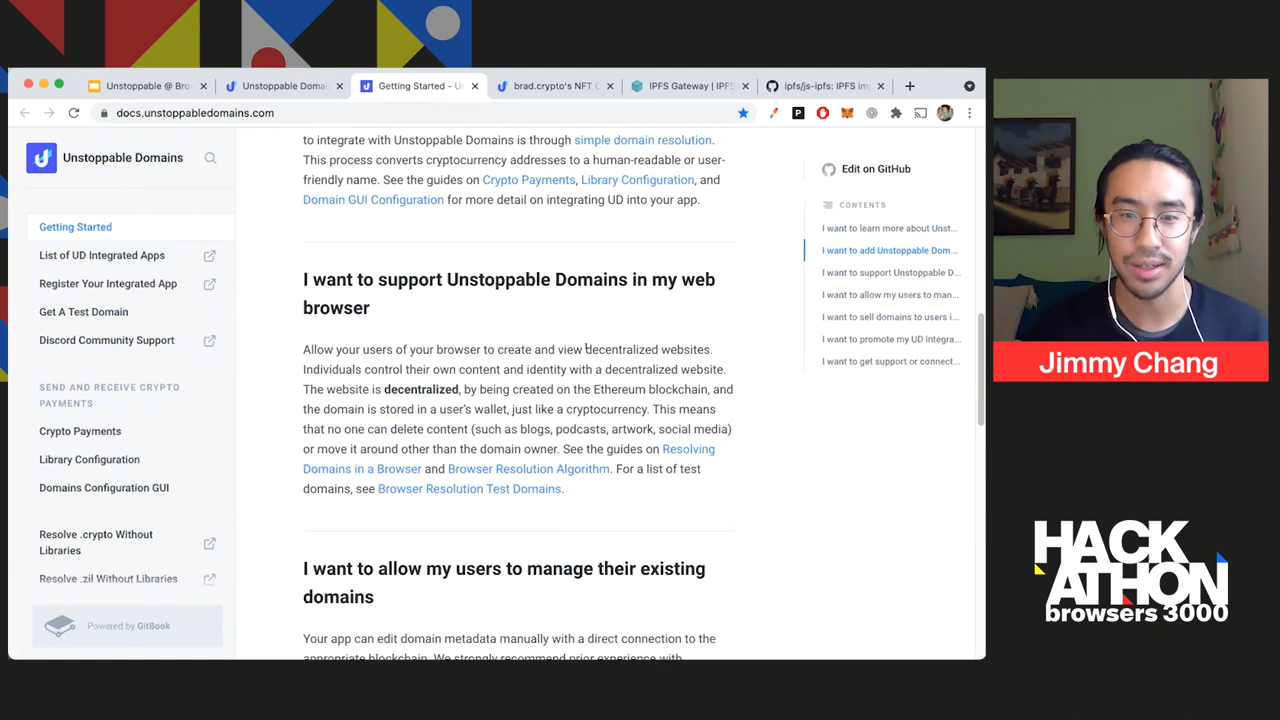 Unstoppable @ Bro
Unstoppable Domai
Getting Started - U
brad.crypto's NFT G
IPFS Gateway | IPFS
ipfs/js-ipfs: IPFS im
docs.unstoppabledomains.com
Unstoppable Domains
Getting Started
List of UD Integrated Apps
Register Your Integrated App
Get A Test Domain
Discord Community Support
SEND AND RECEIVE CRYPTO
PAYMENTS
Crypto Payments
Library Configuration
Domains Configuration GUI
Resolve .crypto Without
Libraries
Resolve .zil Without Libraries
Powered by GitBook
to integrate with Unstoppable Domains is through simple domain resolution.
This process converts cryptocurrency addresses to a human-readable or user-
friendly name. See the guides on Crypto Payments, Library Configuration, and
Domain GUI Configuration for more detail on integrating UD into your app.
I want to support Unstoppable Domains in my web
browser
Allow your users of your browser to create and view decentralized websites.
Individuals control their own content and identity with a decentralized website.
The website is decentralized, by being created on the Ethereum blockchain, and
the domain is stored in a user's wallet, just like a cryptocurrency. This means
that no one can delete content (such as blogs, podcasts, artwork, social media)
or move it around other than the domain owner. See the guides on Resolving
Domains in a Browser and Browser Resolution Algorithm. For a list of test
domains, see Browser Resolution Test Domains.
I want to allow my users to manage their existing
domains
Your app can edit domain metadata manually with a direct connection to the
appropriate blockchain. We strongly recommend prior experience with
Edit on GitHub
CONTENTS
I want to learn more about Unst...
I want to add Unstoppable Dom...
I want to support Unstoppable D...
I want to allow my users to man...
I want to sell domains to users i...
I want to promote my UD integra...
I want to get support or connect...
Jimmy Chang
HACK
ATHON
browsers 3000